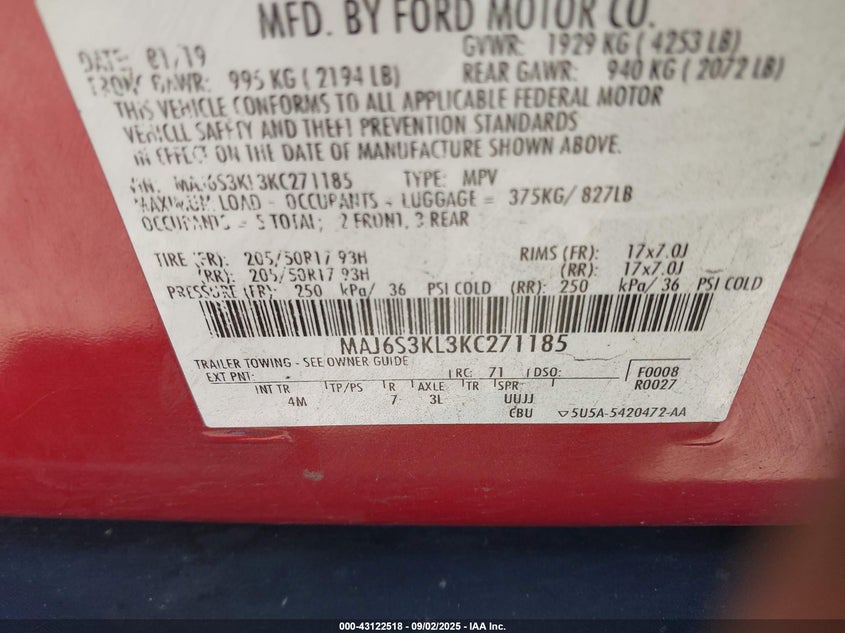 MFD. BY FORD MOTOR CO.
DATE: 01/19 GVWR: 1929 KG ( 4253 LB)
FRONT GAWR: 995 KG ( 2194 LB) REAR GAWR: 940 KG ( 2072 LB)
THIS VEHICLE CONFORMS TO ALL APPLICABLE FEDERAL MOTOR
VEHICLE SAFETY AND THEFT PREVENTION STANDARDS
IN EFFECT ON THE DATE OF MANUFACTURE SHOWN ABOVE.
VIN: MAJ6S3KL3KC271185 TYPE: MPV
MAXIMUM LOAD - OCCUPANTS + LUGGAGE = 375KG/ 827LB
OCCUPANTS = 5 TOTAL; 2 FRONT, 3 REAR
TIRE (FR): 205/50R17 93H RIMS (FR): 17x7.0J
(RR): 205/50R17 93H (RR): 17x7.0J
PRESSURE (FR): 250 kPa/ 36 PSI COLD (RR): 250 kPa/ 36 PSI COLD
MAJ6S3KL3KC271185
TRAILER TOWING - SEE OWNER GUIDE
EXT PNT: RC: 71 DSO: F0008
INT TR TP/PS R AXLE TR SPR R0027
4M 7 3L UUJJ
CBU 5U5A-5420472-AA
000-43122518 - 09/02/2025 - IAA Inc.